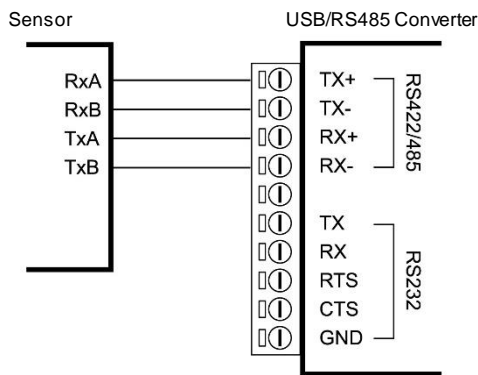 Sensor
USB/RS485 Converter
RxA
RxB
TxA
TxB
TX+
TX-
RX+
RX-
RS422/485
TX
RX
RTS
CTS
GND
RS232